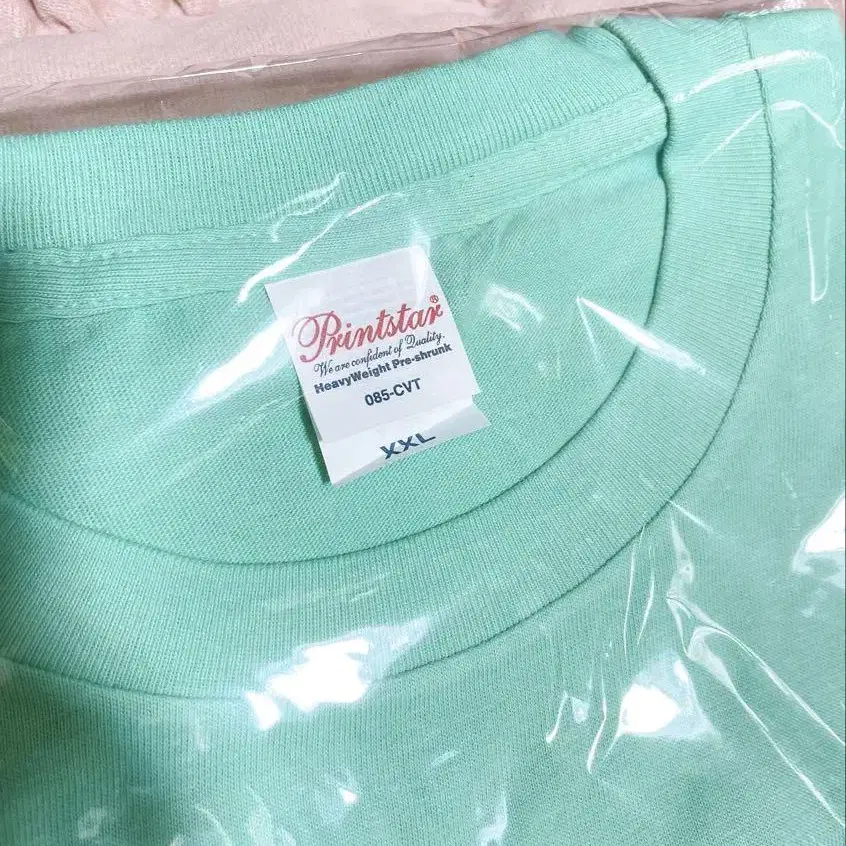 Printstar®
We are confident of Quality.
HeavyWeight Pre-shrunk
085-CVT
XXL